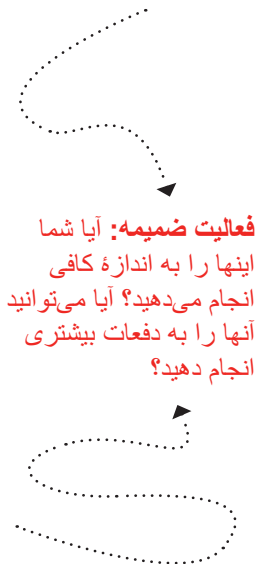 فعالیت ضمیمه: آیا شما
اینها را به اندازۀ کافی
انجام می‌دهید؟ آیا می‌توانید
آنها را به دفعات بیشتری
انجام دهید؟